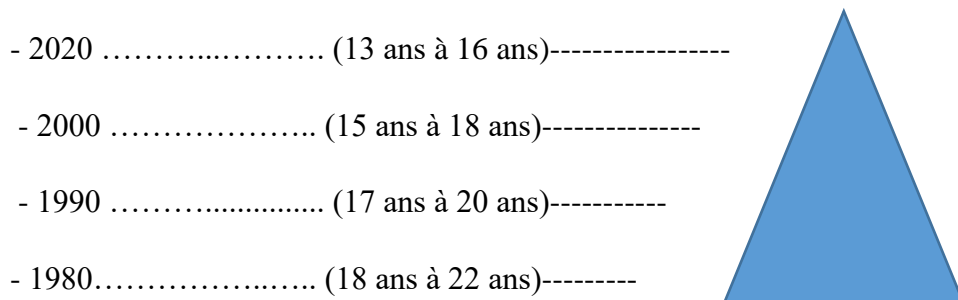 - 2020 ………...………. (13 ans à 16 ans)-----------------
- 2000 ……………….. (15 ans à 18 ans)---------------
- 1990 ………............... (17 ans à 20 ans)-----------
- 1980……………..….. (18 ans à 22 ans)---------